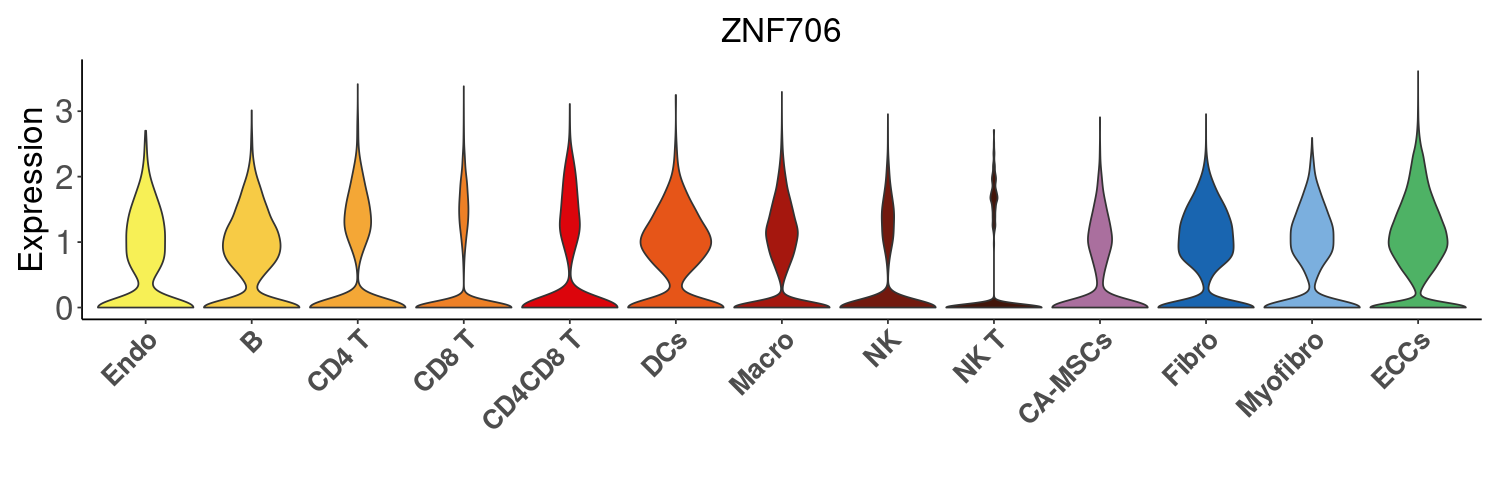 ZNF706
Expression
3
2
1
0
Endo
B
CD4 T
CD8 T
CD4CD8 T
DCs
Macro
NK
NK T
CA-MSCs
Fibro
Myofibro
ECCs